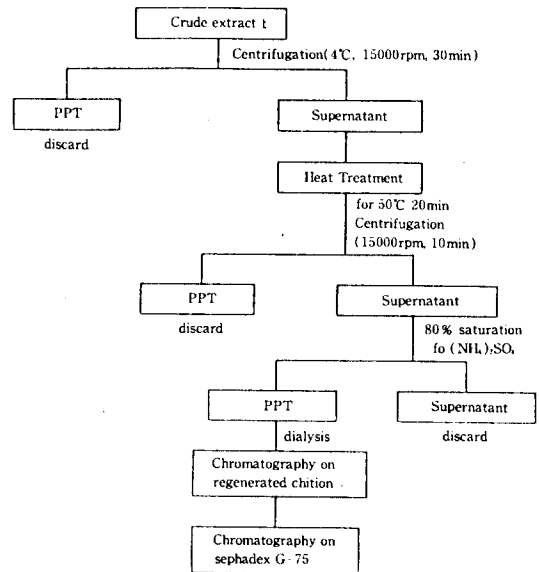 Crude extract t
Centrifugation(4℃, 15000rpm, 30min)
PPT
discard
Supernatant
Heat Treatment
for 50℃ 20min
Centrifugation
(15000rpm, 10min)
PPT
discard
Supernatant
80% saturation
fo (NH₄)₂SO₄
PPT
dialysis
Supernatant
discard
Chromatography on
regenerated chition
Chromatography on
sephadex G-75